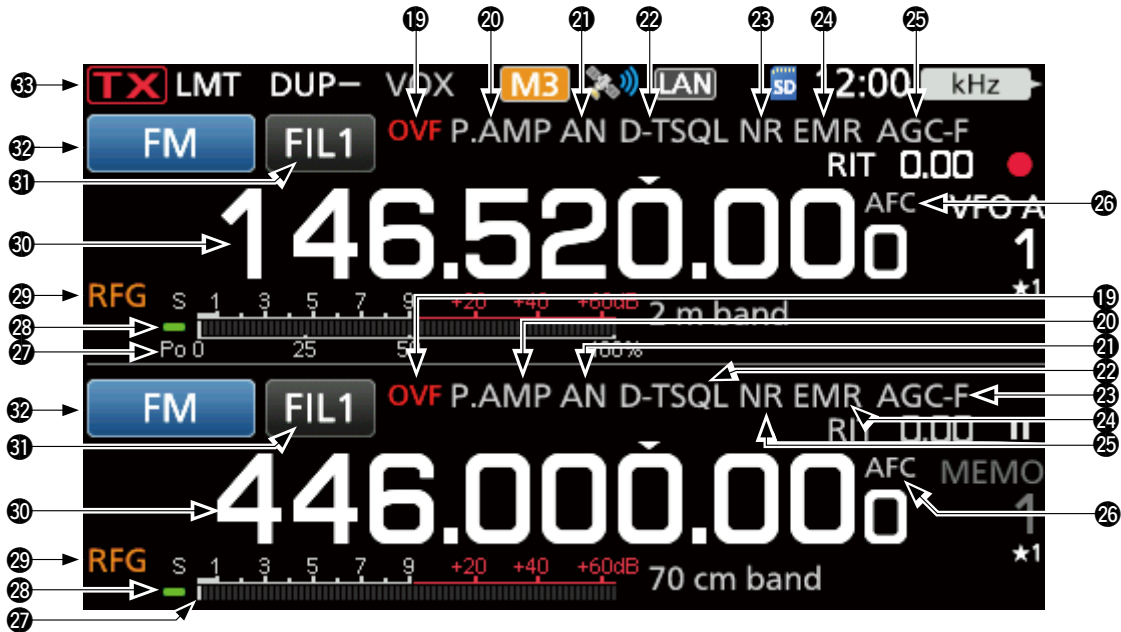 ⑲ ⑳ ㉑ ㉒ ㉓ ㉔ ㉕
㉝ TX LMT DUP− VOX M3 LAN SD 12:00 kHz
㉜ FM FIL1 OVF P.AMP AN D-TSQL NR EMR AGC-F
㉛ RIT 0.00
㉚ 146.520.000 AFC VFO A ㉖
1
★1
㉙ RFG S 1 3 5 7 9 +20 +40 +60dB 2 m band ⑲
㉘ ⑳
㉗ Po 0 25 50 100% ㉑
㉒
㉜ FM FIL1 OVF P.AMP AN D-TSQL NR EMR AGC-F ㉓
㉛ RIT 0.00 ㉔
㉕
㉚ 446.000.000 AFC MEMO ㉖
1
★1
㉙ RFG S 1 3 5 7 9 +20 +40 +60dB 70 cm band
㉘
㉗